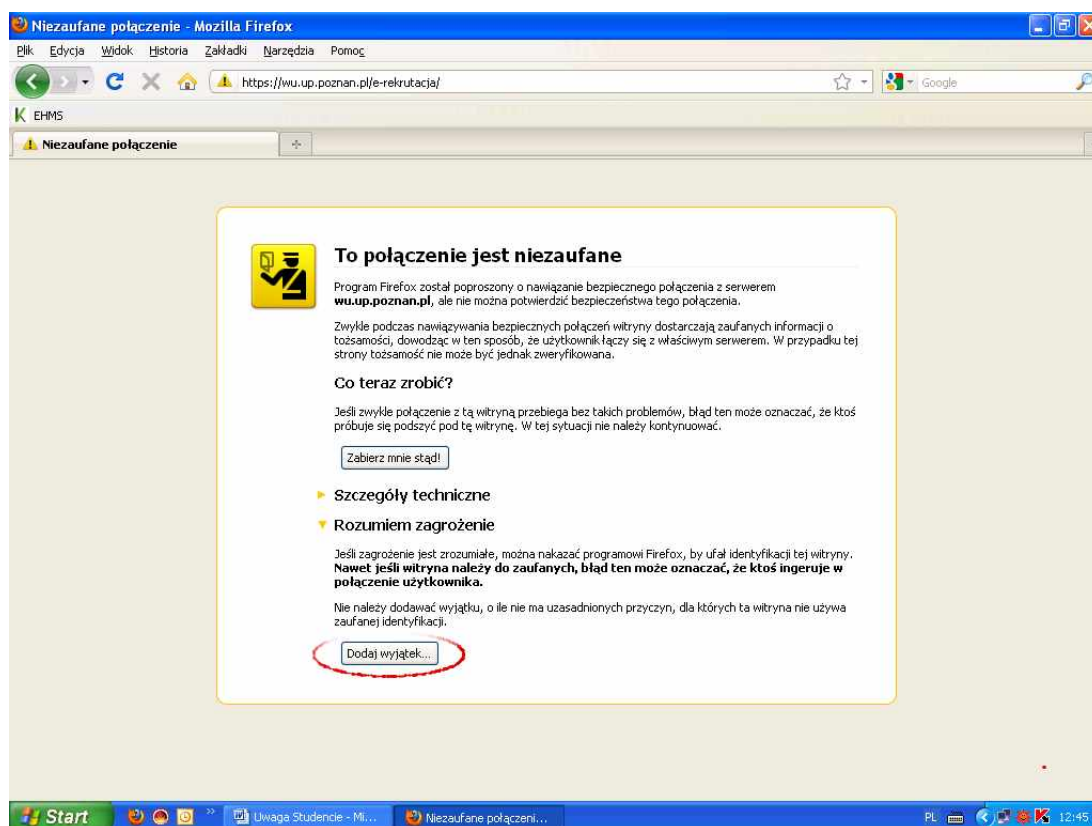 Niezaufane połączenie - Mozilla Firefox
Plik Edycja Widok Historia Zakładki Narzędzia Pomoc
https://wu.up.poznan.pl/e-rekrutacja/ Google
EHMS
Niezaufane połączenie
To połączenie jest niezaufane
Program Firefox został poproszony o nawiązanie bezpiecznego połączenia z serwerem
wu.up.poznan.pl, ale nie można potwierdzić bezpieczeństwa tego połączenia.
Zwykle podczas nawiązywania bezpiecznych połączeń witryny dostarczają zaufanych informacji o
tożsamości, dowodząc w ten sposób, że użytkownik łączy się z właściwym serwerem. W przypadku tej
strony tożsamość nie może być jednak zweryfikowana.
Co teraz zrobić?
Jeśli zwykle połączenie z tą witryną przebiega bez takich problemów, błąd ten może oznaczać, że ktoś
próbuje się podszyć pod tę witrynę. W tej sytuacji nie należy kontynuować.
Zabierz mnie stąd!
Szczegóły techniczne
Rozumiem zagrożenie
Jeśli zagrożenie jest zrozumiałe, można nakazać programowi Firefox, by ufał identyfikacji tej witryny.
Nawet jeśli witryna należy do zaufanych, błąd ten może oznaczać, że ktoś ingeruje w
połączenie użytkownika.
Nie należy dodawać wyjątku, o ile nie ma uzasadnionych przyczyn, dla których ta witryna nie używa
zaufanej identyfikacji.
Dodaj wyjątek...
Start Uwaga Studencie - Mi... Niezaufane połączeni... PL 12:45